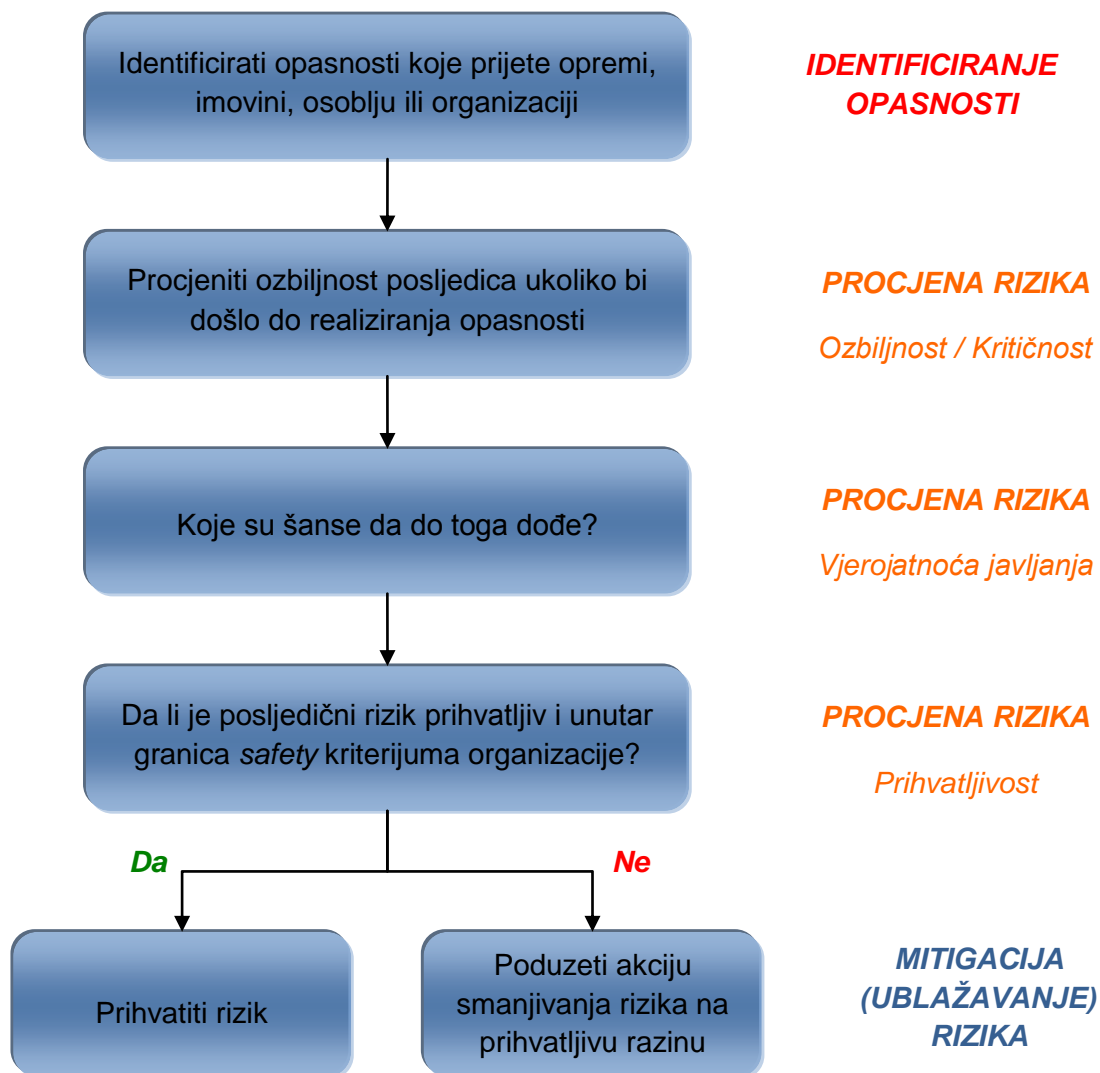 Identificirati opasnosti koje prijete opremi,
imovini, osoblju ili organizaciji
IDENTIFICIRANJE
OPASNOSTI
Procjeniti ozbiljnost posljedica ukoliko bi
došlo do realiziranja opasnosti
PROCJENA RIZIKA
Ozbiljnost / Kritičnost
Koje su šanse da do toga dođe?
PROCJENA RIZIKA
Vjerojatnoća javljanja
Da li je posljedični rizik prihvatljiv i unutar
granica safety kriterijuma organizacije?
PROCJENA RIZIKA
Prihvatljivost
Da
Ne
Prihvatiti rizik
Poduzeti akciju
smanjivanja rizika na
prihvatljivu razinu
MITIGACIJA
(UBLAŽAVANJE)
RIZIKA